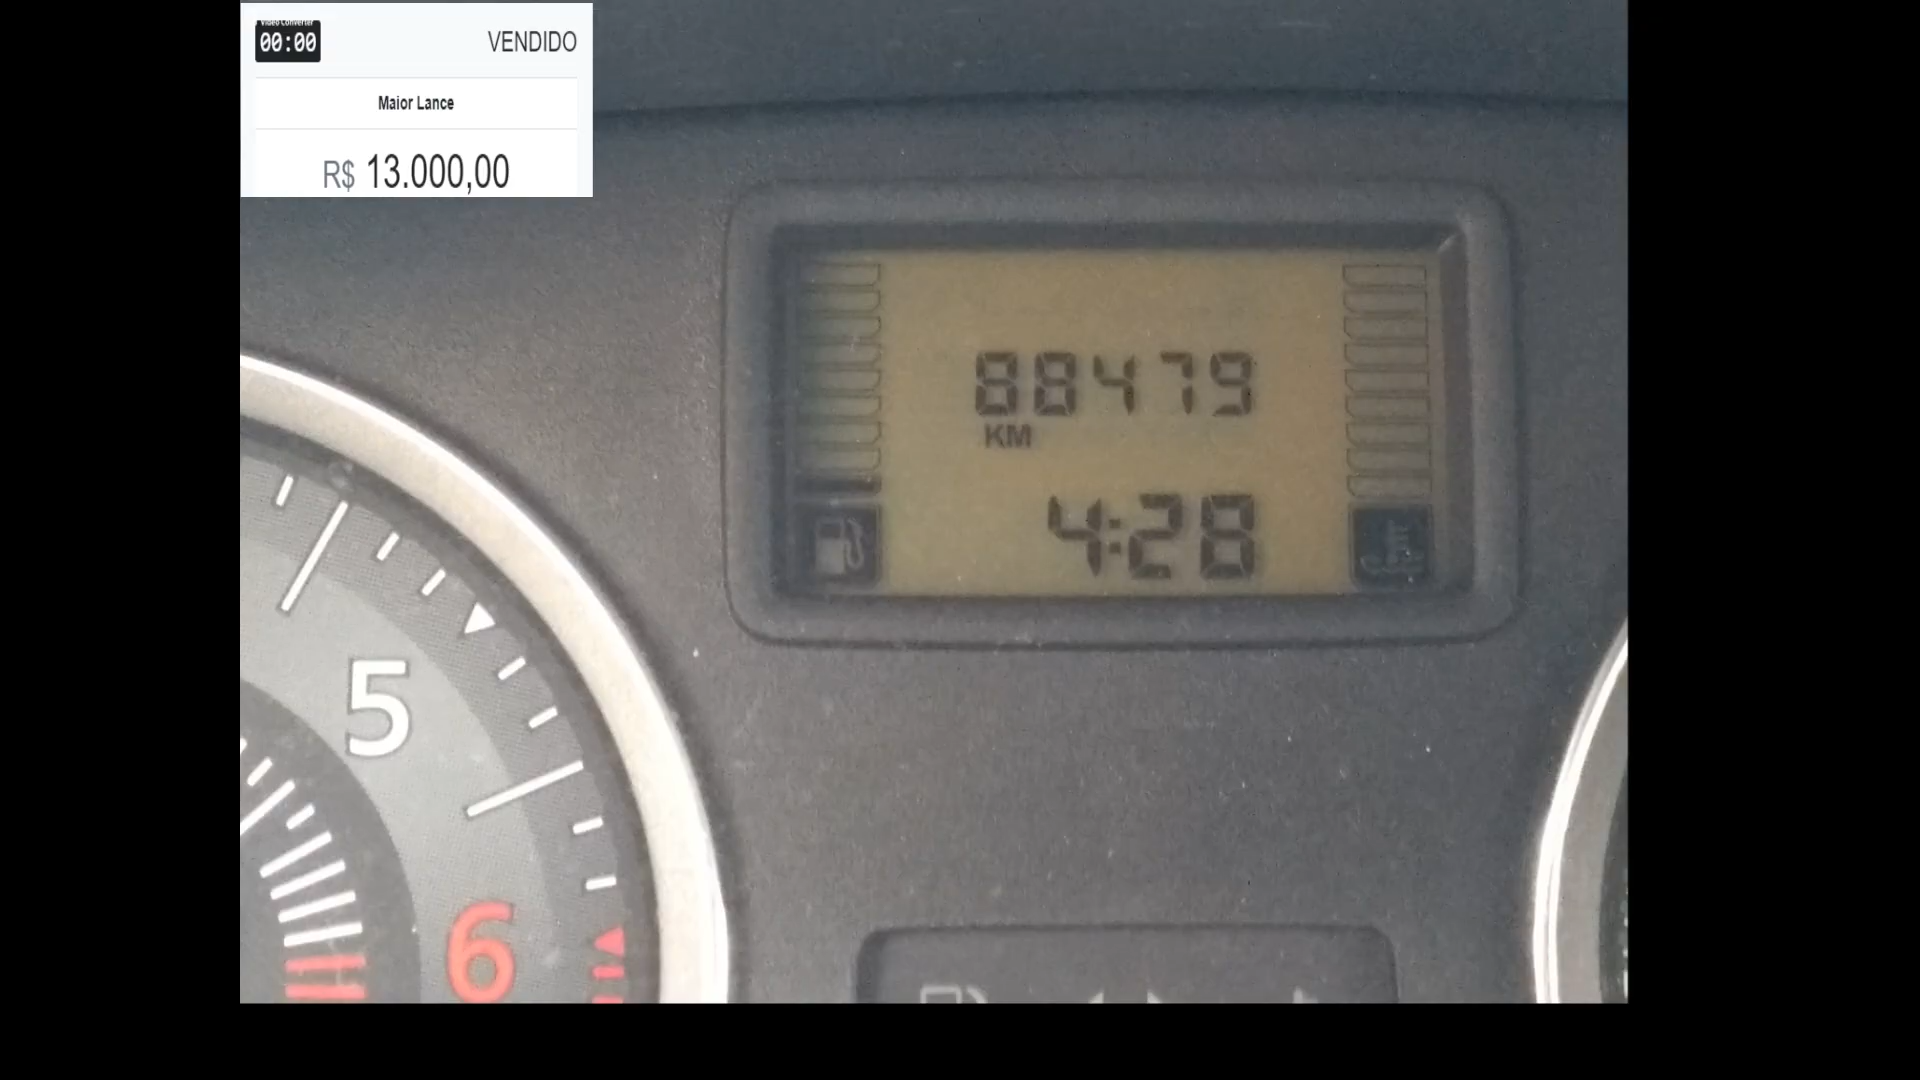 Video Converter
00:00
VENDIDO
Maior Lance
R$ 13.000,00
88479
KM
4:28
5
6